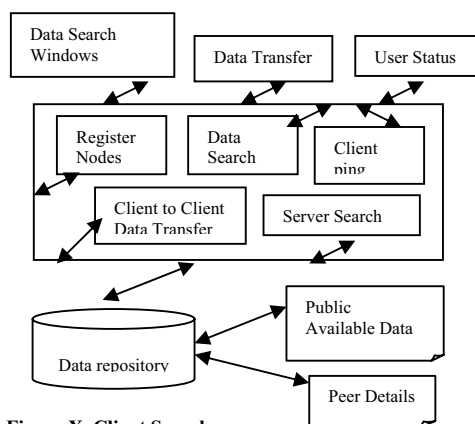 Data Search
Windows
Data Transfer
User Status
Register
Nodes
Data
Search
Client
ping
Client to Client
Data Transfer
Server Search
Public
Available Data
Data repository
Peer Details
Figure X: Client Search